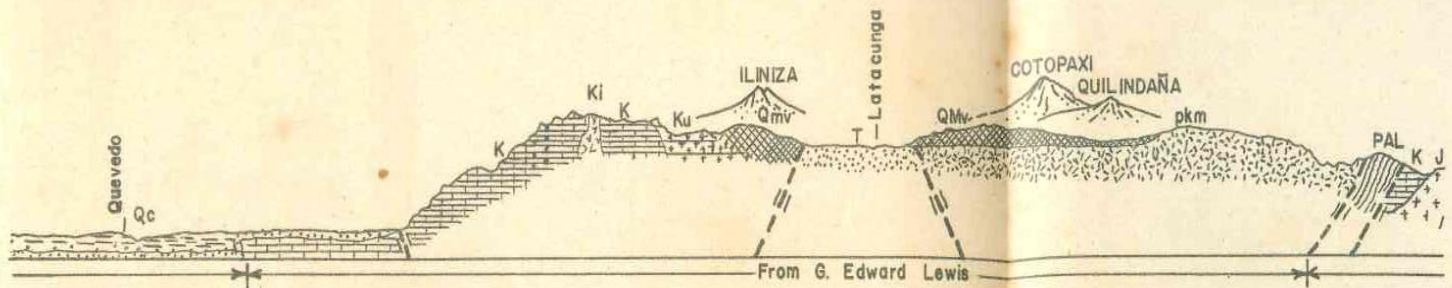 Quevedo
Qc
K
Ki
K
Ku
ILINIZA
Qmv
T
Latacunga
QMv
COTOPAXI
QUILINDAÑA
pkm
PAL
K J
From G. Edward Lewis